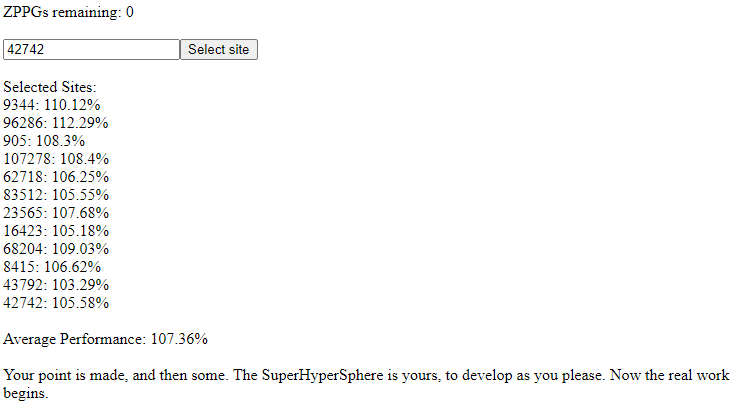 ZPPGs remaining: 0
42742 Select site
Selected Sites:
9344: 110.12%
96286: 112.29%
905: 108.3%
107278: 108.4%
62718: 106.25%
83512: 105.55%
23565: 107.68%
16423: 105.18%
68204: 109.03%
8415: 106.62%
43792: 103.29%
42742: 105.58%
Average Performance: 107.36%
Your point is made, and then some. The SuperHyperSphere is yours, to develop as you please. Now the real work
begins.